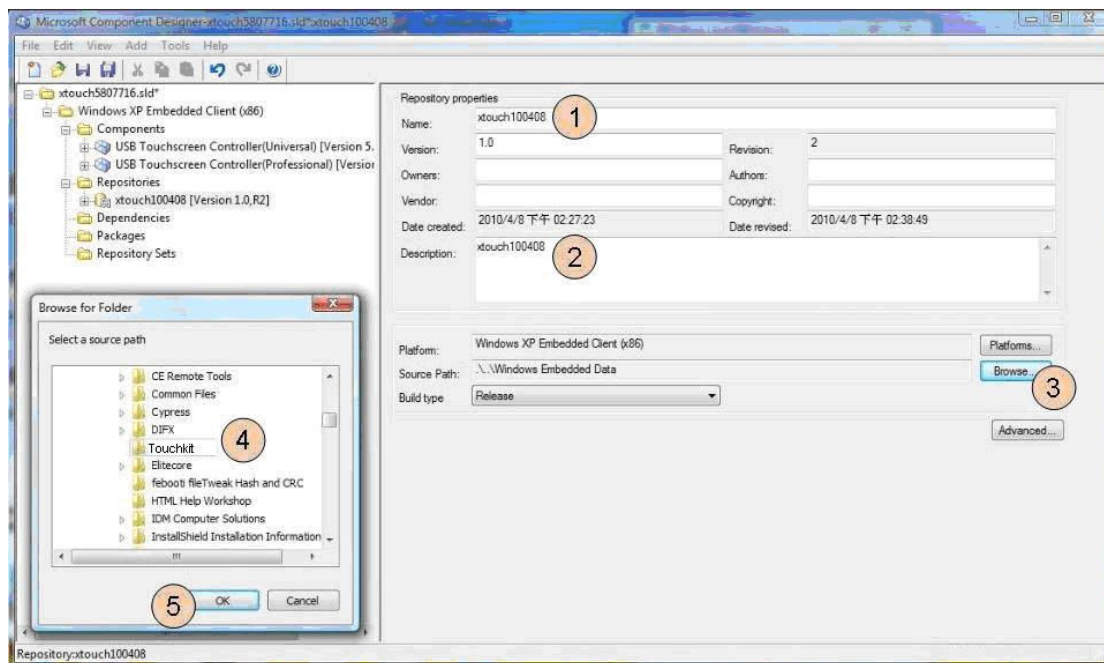 Microsoft Component Designer-xtouch5807716.sld*:xtouch100408
File Edit View Add Tools Help
xtouch5807716.sld*
Windows XP Embedded Client (x86)
Components
USB Touchscreen Controller(Universal) [Version 5.
USB Touchscreen Controller(Professional) [Version
Repositories
xtouch100408 [Version 1.0,R2]
Dependencies
Packages
Repository Sets
Repository properties
Name: xtouch100408 1
Version: 1.0 Revision: 2
Owners: Authors:
Vendor: Copyright:
Date created: 2010/4/8 下午 02:27:23 Date revised: 2010/4/8 下午 02:38:49
Description: xtouch100408 2
Platform: Windows XP Embedded Client (x86) Platforms...
Source Path: .\..\Windows Embedded Data Browse... 3
Build type Release
Advanced...
Browse for Folder
Select a source path
CE Remote Tools
Common Files
Cypress
DIFX
Touchkit 4
Elitecore
febooti fileTweak Hash and CRC
HTML Help Workshop
IDM Computer Solutions
InstallShield Installation Information
5 OK Cancel
Repository:xtouch100408